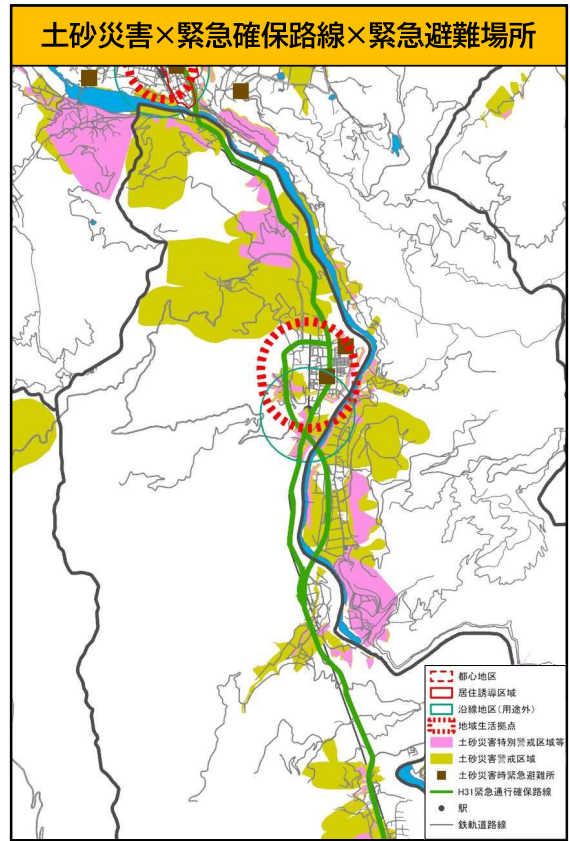 土砂災害×緊急確保路線×緊急避難場所
都心地区
居住誘導区域
沿線地区(用途外)
地域生活拠点
土砂災害特別警戒区域等
土砂災害警戒区域
土砂災害時緊急避難所
H31緊急通行確保路線
駅
鉄軌道路線